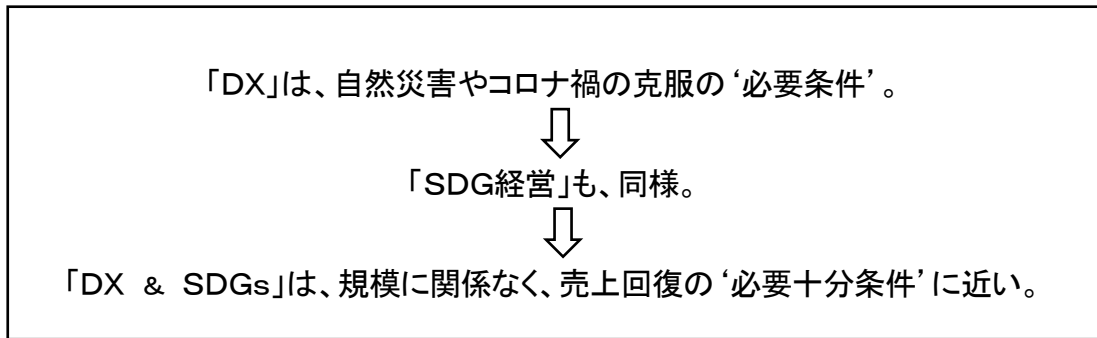 「DX」は、自然災害やコロナ禍の克服の‘必要条件’。
「SDG経営」も、同様。
「DX & SDGs」は、規模に関係なく、売上回復の‘必要十分条件’に近い。